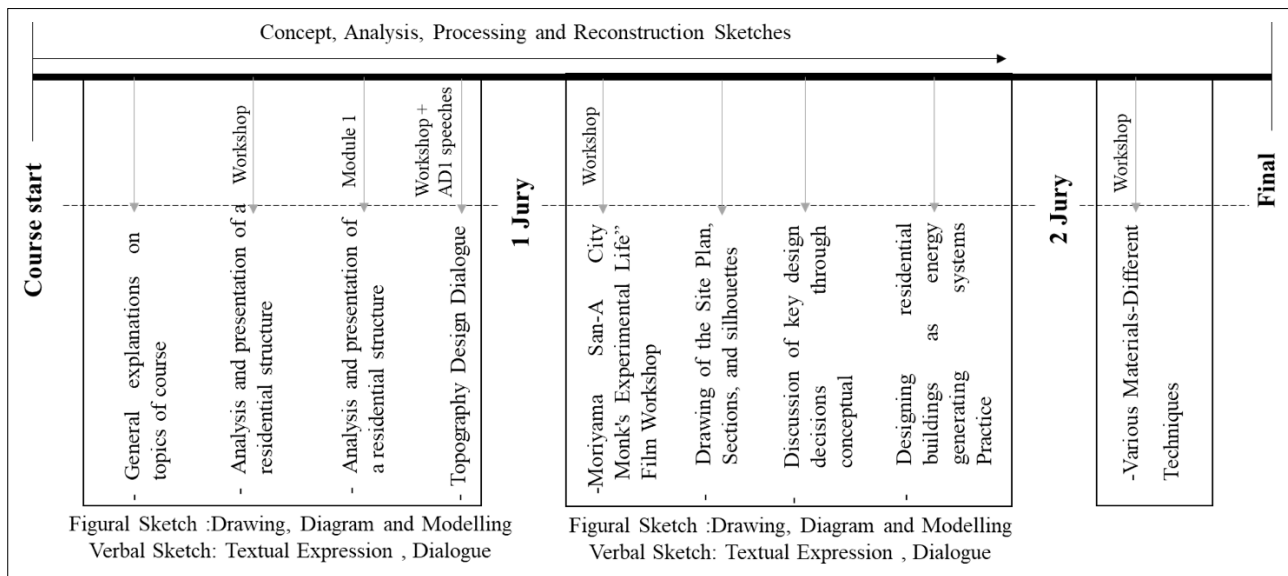 Concept, Analysis, Processing and Reconstruction Sketches
Course start
Workshop
Module 1
Workshop +
AD1 speeches
- General explanations on
topics of course
- Analysis and presentation of a
residential structure
- Analysis and presentation of
a residential structure
- Topography Design Dialogue
Figural Sketch :Drawing, Diagram and Modelling
Verbal Sketch: Textual Expression , Dialogue
1 Jury
Workshop
-Moriyama San-A City
Monk's Experimental Life”
Film Workshop
- Drawing of the Site Plan,
Sections, and silhouettes
- Discussion of key design
decisions through
conceptual
- Designing residential
buildings as energy
generating systems
Practice
Figural Sketch :Drawing, Diagram and Modelling
Verbal Sketch: Textual Expression , Dialogue
2 Jury
Workshop
-Various Materials-Different
Techniques
Final